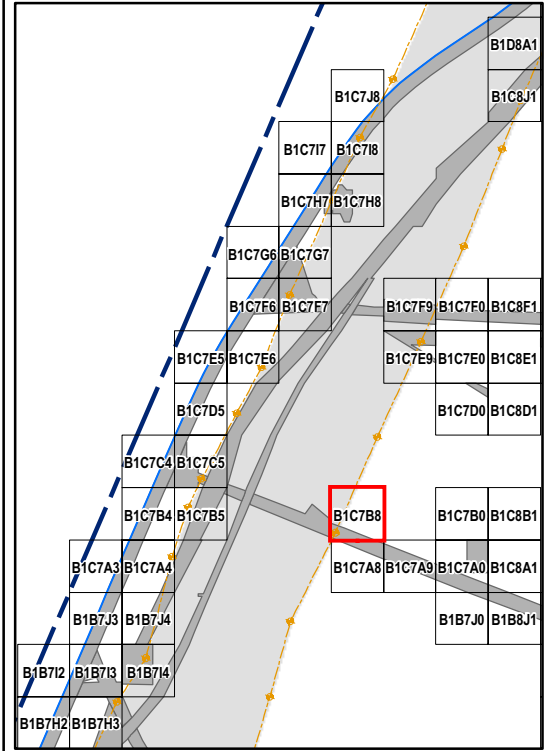 B1D8A1
B1C7J8 B1C8J1
B1C7I7 B1C7I8
B1C7H7 B1C7H8
B1C7G6 B1C7G7
B1C7F6 B1C7F7 B1C7F9 B1C7F0 B1C8F1
B1C7E5 B1C7E6 B1C7E9 B1C7E0 B1C8E1
B1C7D5 B1C7D0 B1C8D1
B1C7C4 B1C7C5
B1C7B4 B1C7B5 B1C7B8 B1C7B0 B1C8B1
B1C7A3 B1C7A4 B1C7A8 B1C7A9 B1C7A0 B1C8A1
B1B7J3 B1B7J4 B1B7J0 B1B8J1
B1B7I2 B1B7I3 B1B7I4
B1B7H2 B1B7H3